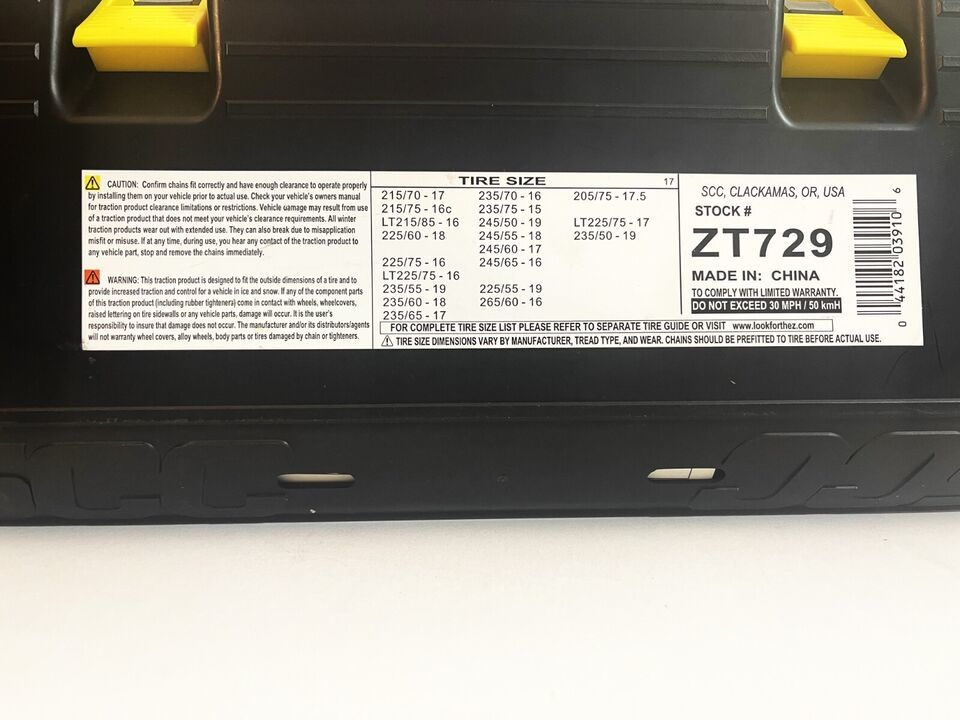 CAUTION: Confirm chains fit correctly and have enough clearance to operate properly
by installing them on your vehicle prior to actual use. Check your vehicle's owners manual
for traction product clearance limitations or restrictions. Vehicle damage may result from use
of a traction product that does not meet your vehicle's clearance requirements. All winter
traction products wear out with extended use. They can also break due to misapplication
misfit or misuse. If at any time, during use, you hear any contact of the traction product to
any vehicle part, stop and remove the chains immediately.
WARNING: This traction product is designed to fit the outside dimensions of a tire and to
provide increased traction and control for a vehicle in ice and snow. If any of the component parts
of this traction product (including rubber tighteners) come in contact with wheels, wheelcovers,
raised lettering on tire sidewalls or any vehicle parts, damage will occur. It is the user's
responsibility to insure that damage does not occur. The manufacturer and/or its distributors/agents
will not warranty wheel covers, alloy wheels, body parts or tires damaged by chain or tighteners.
TIRE SIZE 17
215/70 - 17 235/70 - 16 205/75 - 17.5
215/75 - 16c 235/75 - 15
LT215/85 - 16 245/50 - 19 LT225/75 - 17
225/60 - 18 245/55 - 18 235/50 - 19
245/60 - 17
225/75 - 16 245/65 - 16
LT225/75 - 16
235/55 - 19 225/55 - 19
235/60 - 18 265/60 - 16
235/65 - 17
FOR COMPLETE TIRE SIZE LIST PLEASE REFER TO SEPARATE TIRE GUIDE OR VISIT www.lookforthez.com
TIRE SIZE DIMENSIONS VARY BY MANUFACTURER, TREAD TYPE, AND WEAR. CHAINS SHOULD BE PREFITTED TO TIRE BEFORE ACTUAL USE.
SCC, CLACKAMAS, OR, USA
STOCK #
ZT729
MADE IN: CHINA
TO COMPLY WITH LIMITED WARRANTY.
DO NOT EXCEED 30 MPH / 50 kmH
0 44182 03910 6
SCC